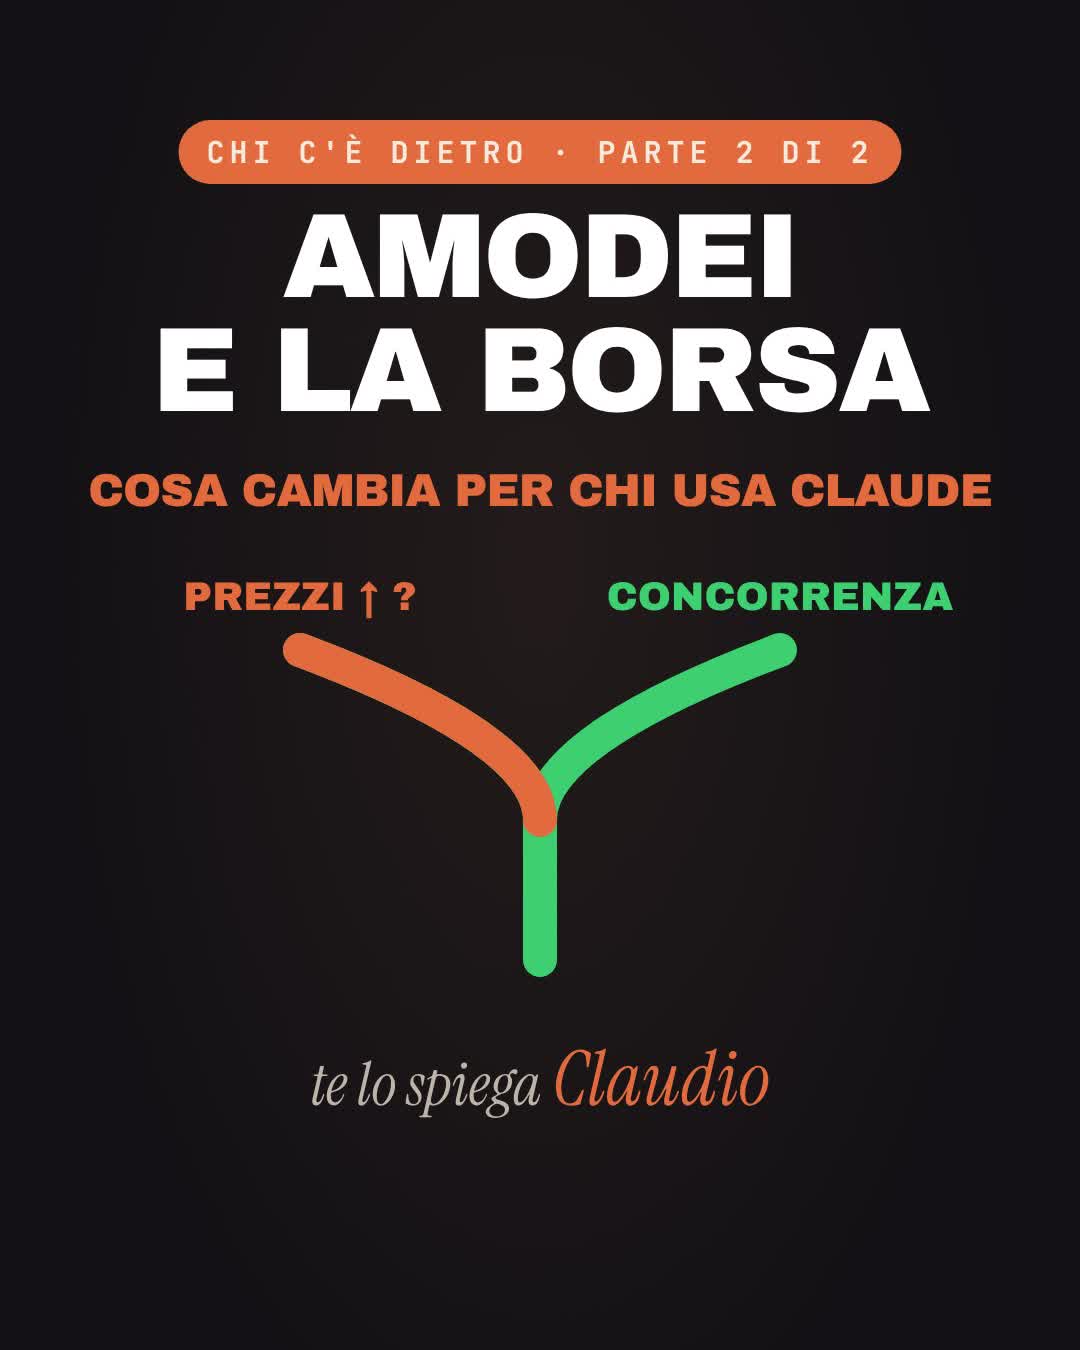 CHI C'È DIETRO · PARTE 2 DI 2
AMODEI
E LA BORSA
COSA CAMBIA PER CHI USA CLAUDE
PREZZI ↑ ?
CONCORRENZA
te lo spiega Claudio